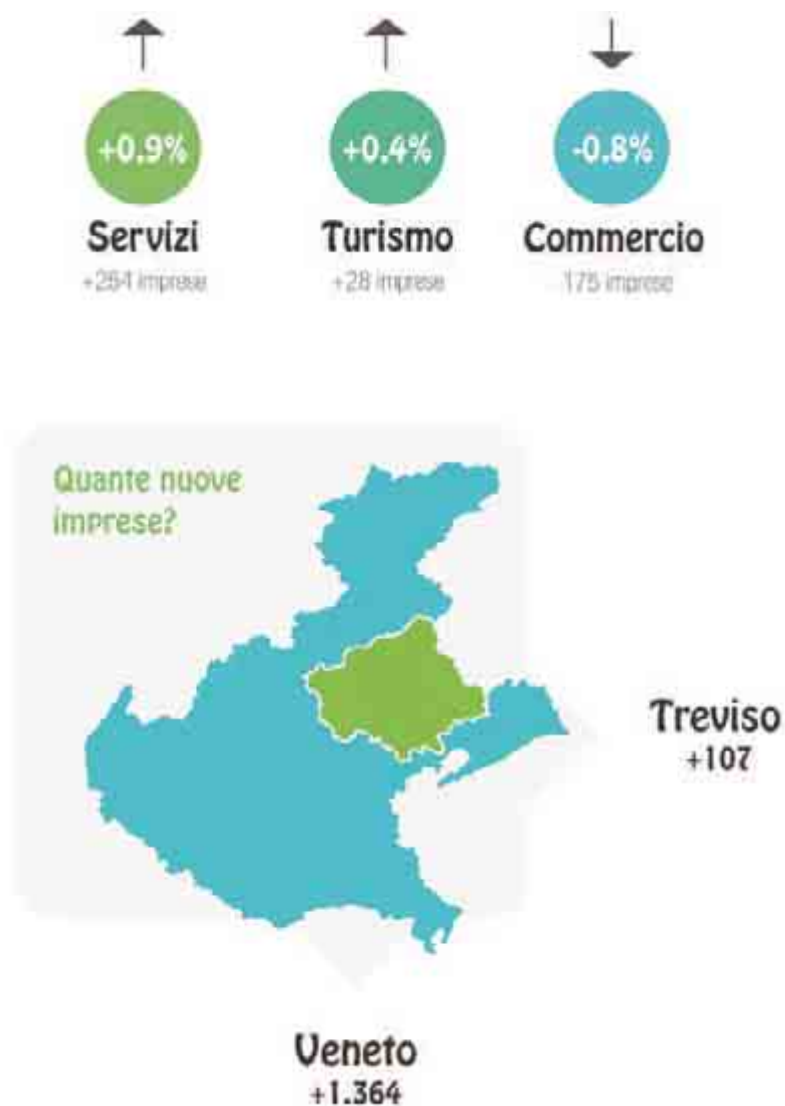 +0.9% +0.4% -0.8%
Servizi Turismo Commercio
+254 imprese +28 imprese 175 imprese
Quante nuove
imprese?
Treviso
+107
Veneto
+1.364